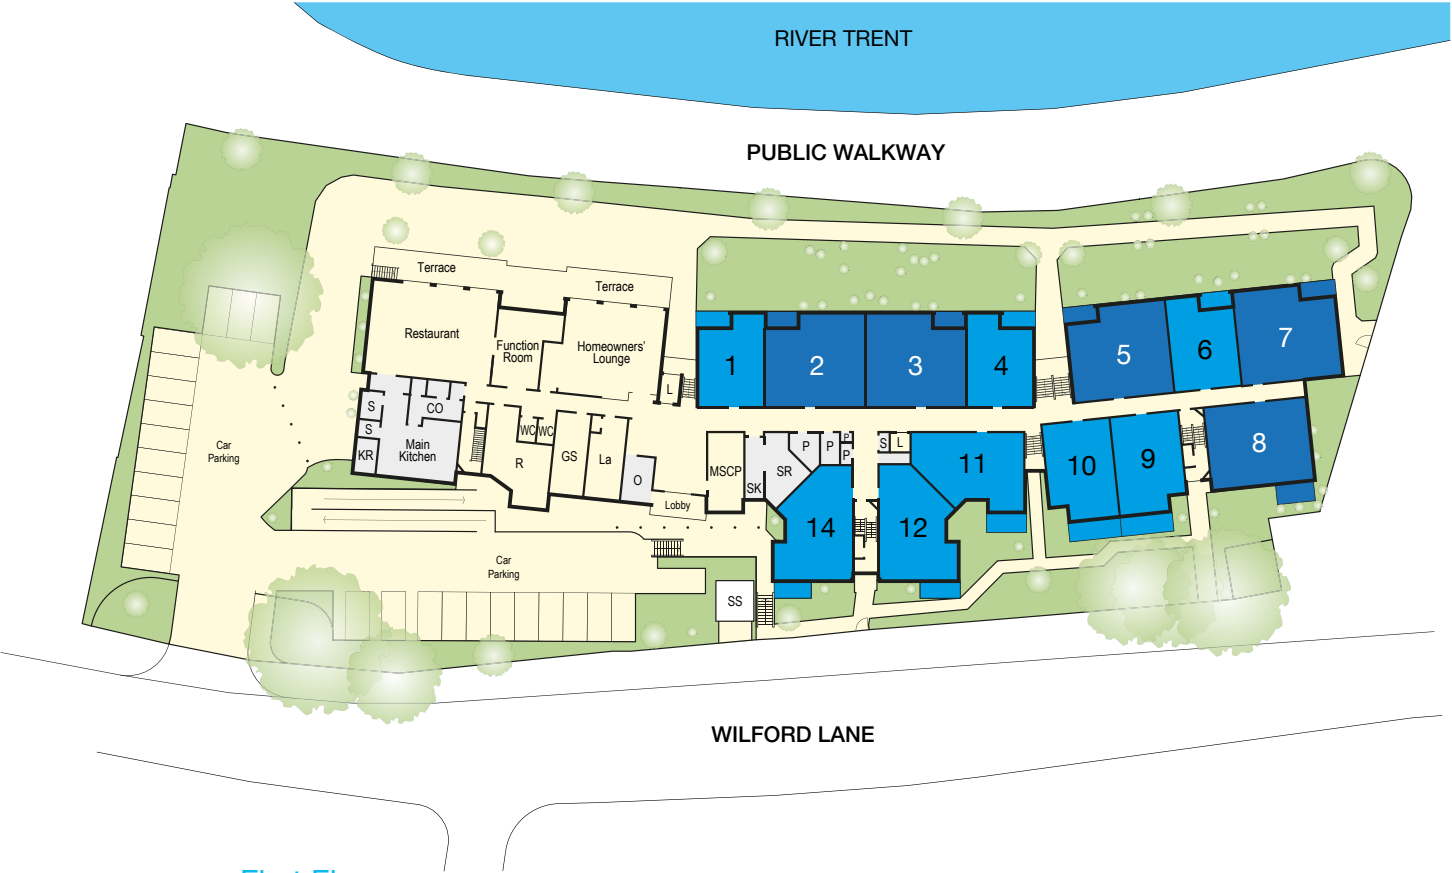 RIVER TRENT
PUBLIC WALKWAY
Terrace
Terrace
Restaurant
Function
Room
Homeowners'
Lounge
L
1
2
3
4
5
6
7
8
9
10
11
12
14
S
CO
S
KR
Main
Kitchen
WC
WC
R
GS
La
O
Lobby
MSCP
SK
SR
P
P
P
P
S
L
Car
Parking
Car
Parking
SS
WILFORD LANE